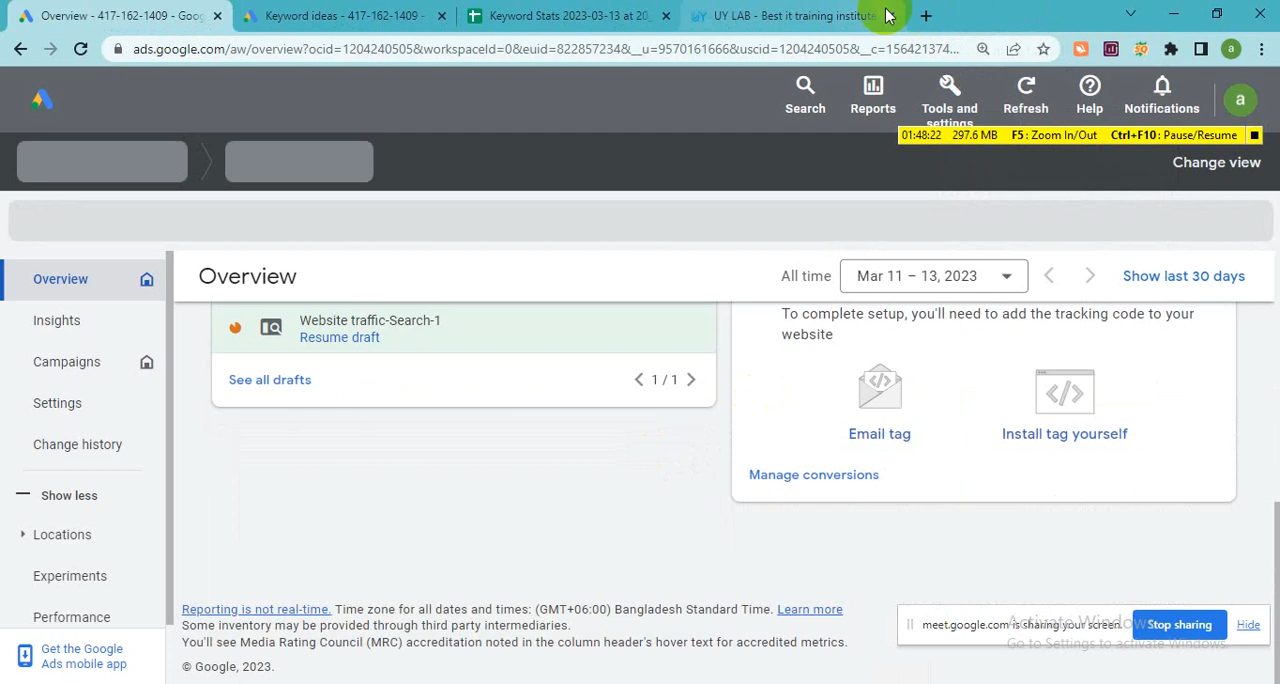 Overview - 417-162-1409 - Goog
Keyword ideas - 417-162-1409 -
Keyword Stats 2023-03-13 at 20_
UY LAB - Best it training institute
ads.google.com/aw/overview?ocid=1204240505&workspaceId=0&euid=822857234&__u=9570161666&uscid=1204240505&__c=156421374...
a
Search
Reports
Tools and settings
Refresh
Help
Notifications
a
01:48:22 297.6 MB F5: Zoom In/Out Ctrl+F10: Pause/Resume
Change view
Overview
Insights
Campaigns
Settings
Change history
Show less
Locations
Experiments
Performance
Get the Google
Ads mobile app
Overview
All time
Mar 11 – 13, 2023
Show last 30 days
Website traffic-Search-1
Resume draft
See all drafts
1 / 1
To complete setup, you'll need to add the tracking code to your
website
Email tag
Install tag yourself
Manage conversions
Reporting is not real-time. Time zone for all dates and times: (GMT+06:00) Bangladesh Standard Time. Learn more
Some inventory may be provided through third party intermediaries.
You'll see Media Rating Council (MRC) accreditation noted in the column header's hover text for accredited metrics.
© Google, 2023.
meet.google.com is sharing your screen.
Stop sharing
Hide
Activate Windows
Go to Settings to activate Windows.